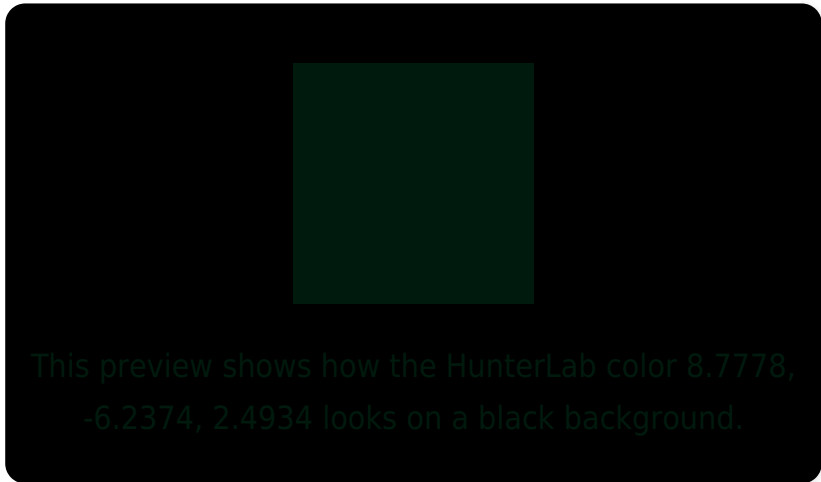 This preview shows how the HunterLab color 8.7778,
-6.2374, 2.4934 looks on a black background.